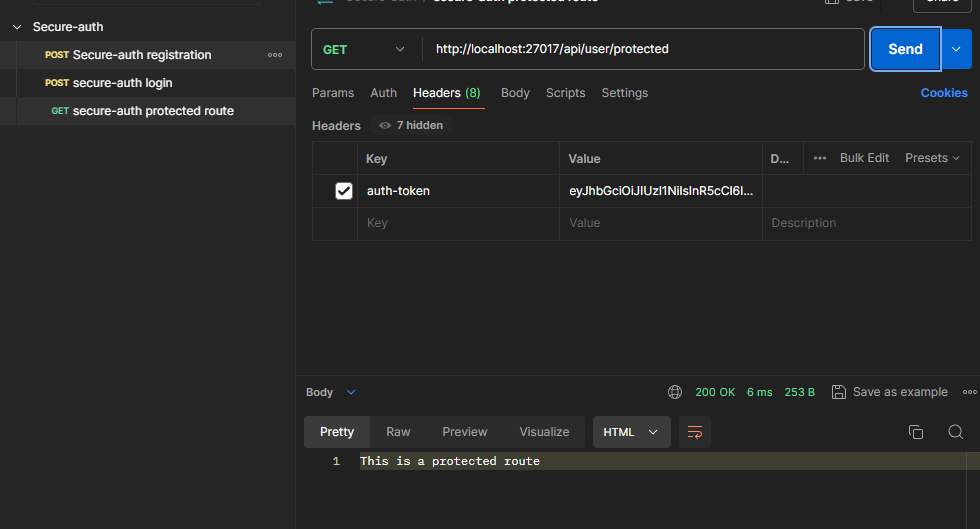 Secure-auth
POST Secure-auth registration
POST secure-auth login
GET secure-auth protected route
GET http://localhost:27017/api/user/protected Send
Params Auth Headers (8) Body Scripts Settings Cookies
Headers 7 hidden
Key Value D... Bulk Edit Presets
auth-token
Key Value Description
Body 200 OK 6 ms 253 B Save as example
Pretty Raw Preview Visualize HTML
1 This is a protected route